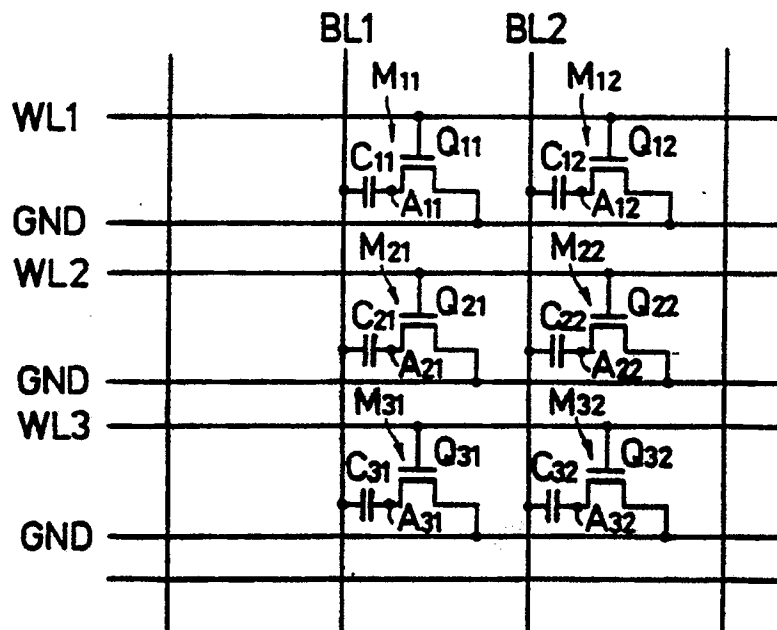 BL1 BL2
M11 M12
WL1
Q11 Q12
C11 C12
A11 A12
GND
M21 M22
WL2
Q21 Q22
C21 C22
A21 A22
GND
M31 M32
WL3
Q31 Q32
C31 C32
A31 A32
GND